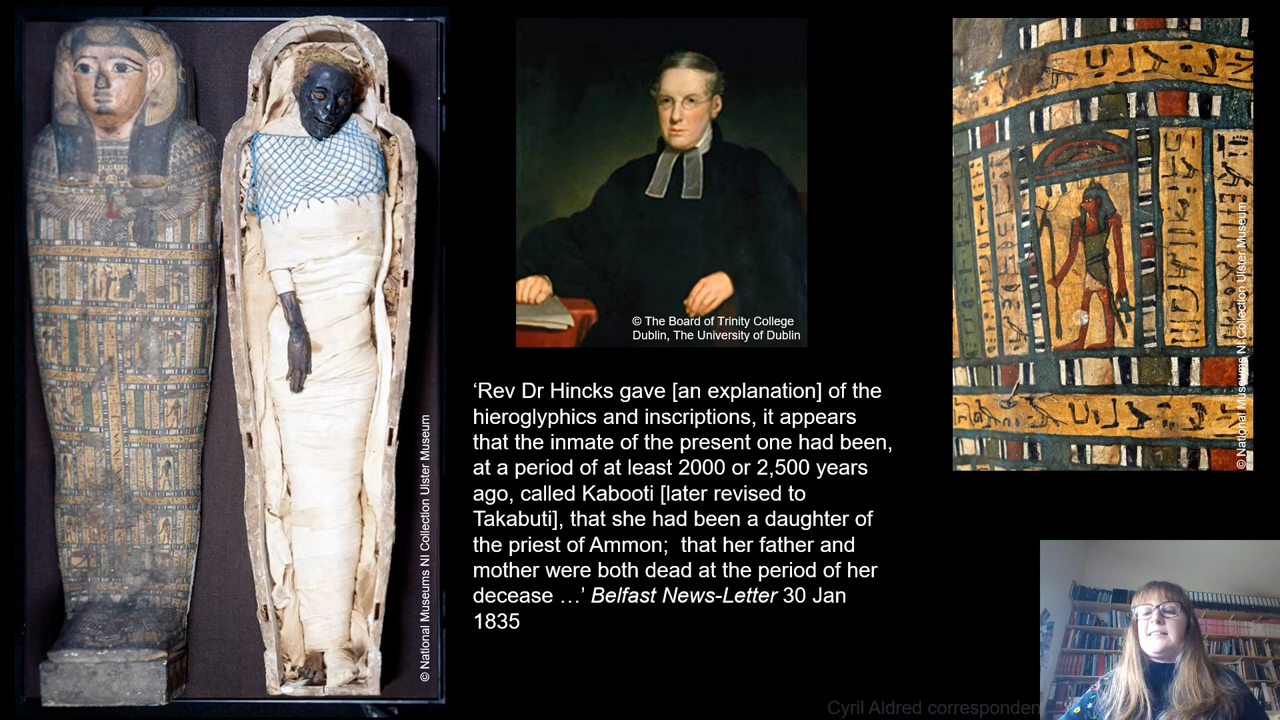 © National Museums NI Collection Ulster Museum
© The Board of Trinity College
Dublin, The University of Dublin
© National Museums NI Collection Ulster Museum
‘Rev Dr Hincks gave [an explanation] of the
hieroglyphics and inscriptions, it appears
that the inmate of the present one had been,
at a period of at least 2000 or 2,500 years
ago, called Kabooti [later revised to
Takabuti], that she had been a daughter of
the priest of Ammon;  that her father and
mother were both dead at the period of her
decease …’ Belfast News-Letter 30 Jan
1835
Cyril Aldred